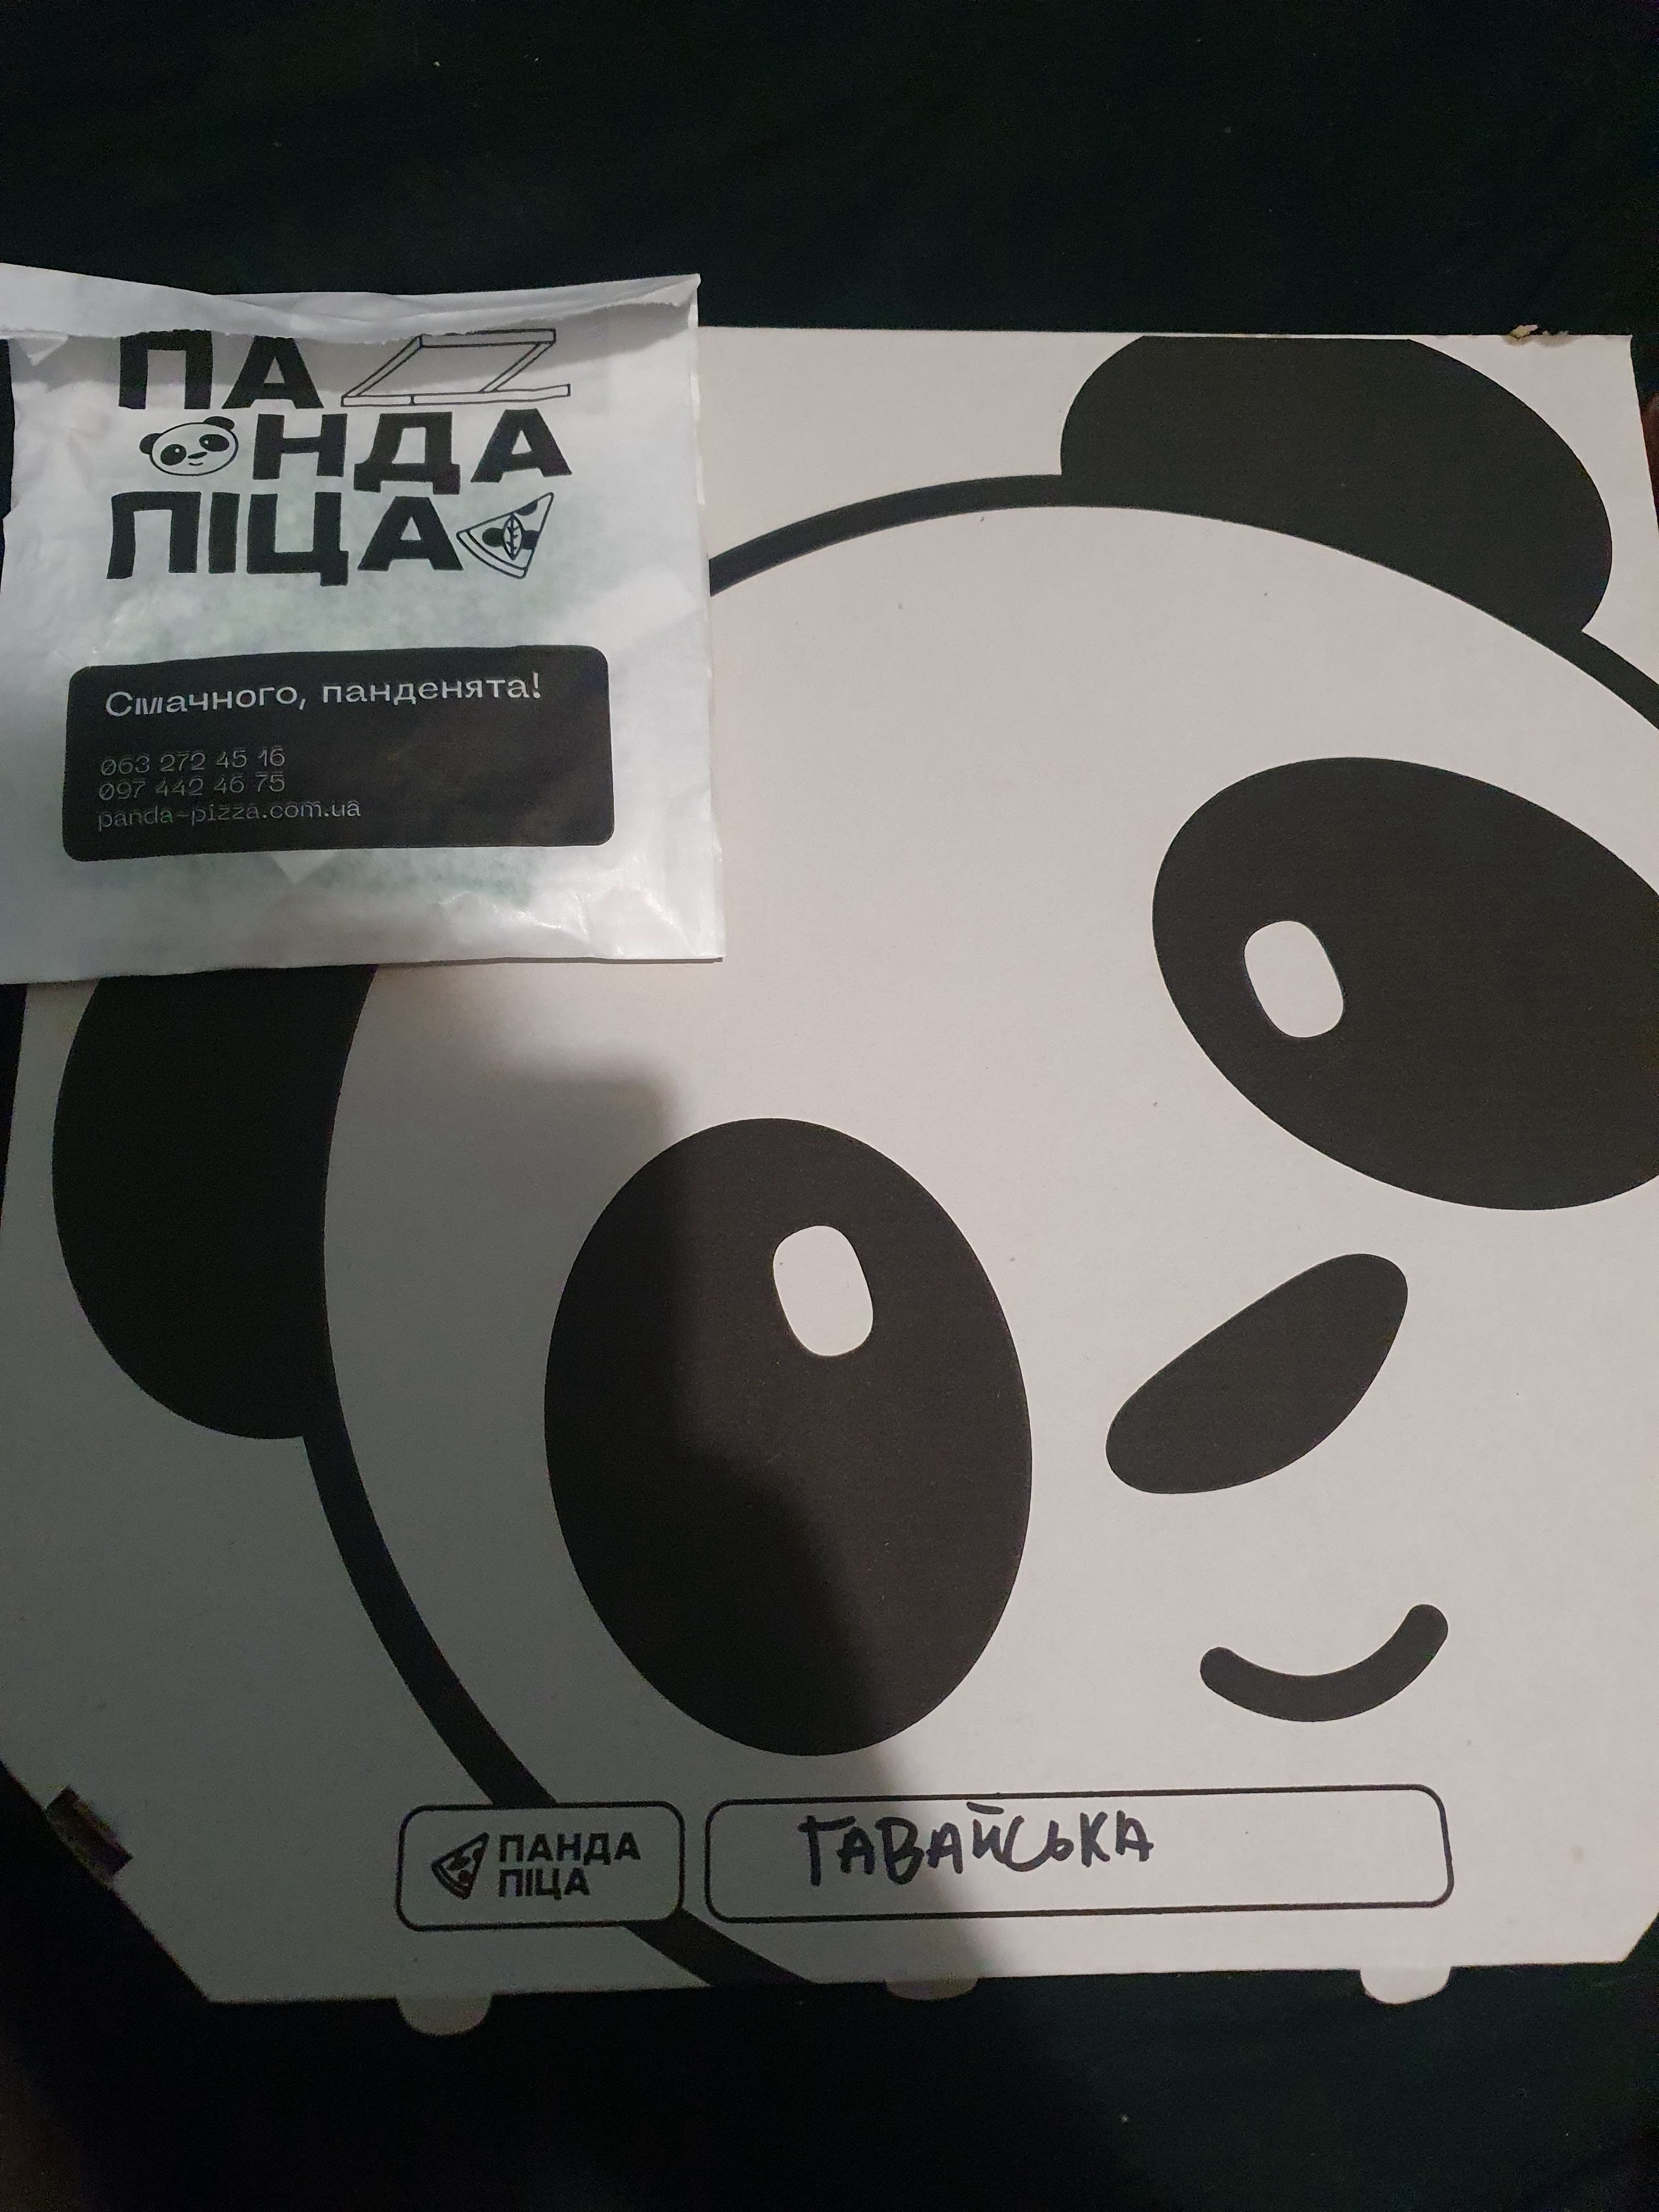 ПА
НДА
ПІЦА
Смачного, панденята!
063 272 45 16
097 442 46 75
panda-pizza.com.ua
ПАНДА
ПІЦА
ГАВАЙСЬКА